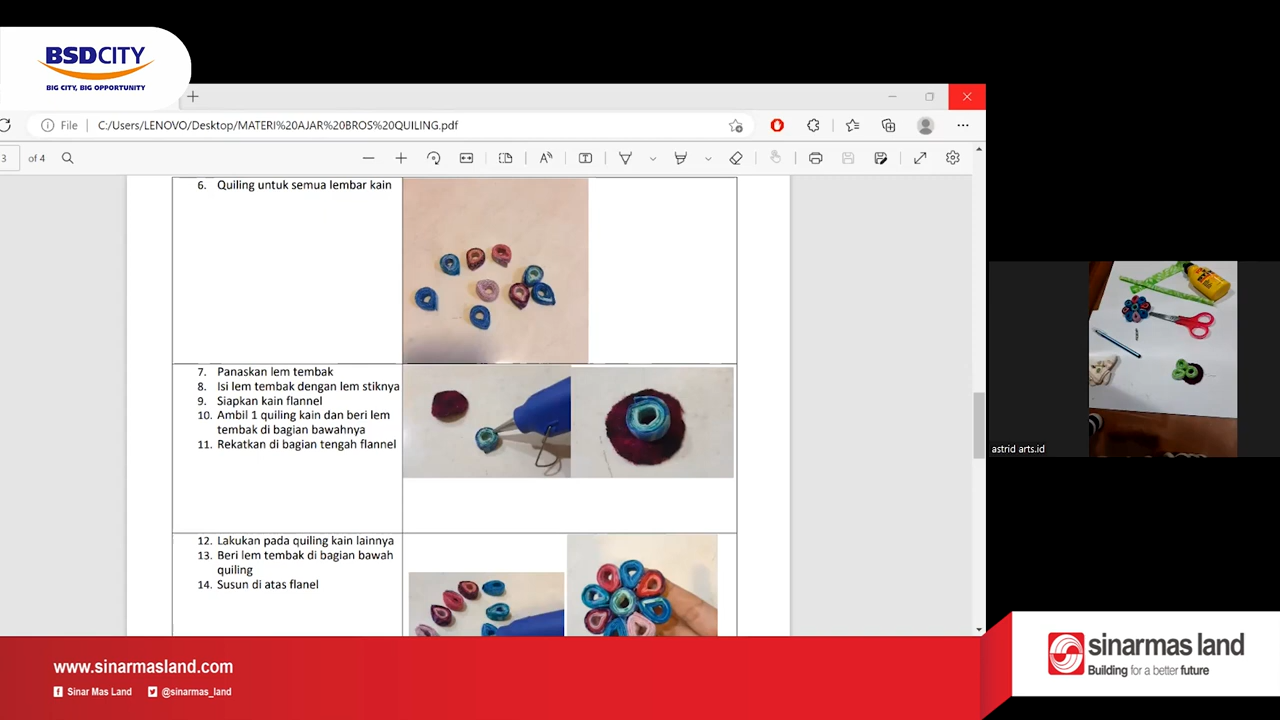 BSDCITY
BIG CITY, BIG OPPORTUNITY
File
C:/Users/LENOVO/Desktop/MATERI%20AJAR%20BROS%20QUILING.pdf
3 of 4
6. Quiling untuk semua lembar kain
7. Panaskan lem tembak
8. Isi lem tembak dengan lem stiknya
9. Siapkan kain flannel
10. Ambil 1 quiling kain dan beri lem
tembak di bagian bawahnya
11. Rekatkan di bagian tengah flannel
12. Lakukan pada quiling kain lainnya
13. Beri lem tembak di bagian bawah
quiling
14. Susun di atas flanel
astrid arts.id
www.sinarmasland.com
Sinar Mas Land
@sinarmas_land
sinarmas land
Building for a better future